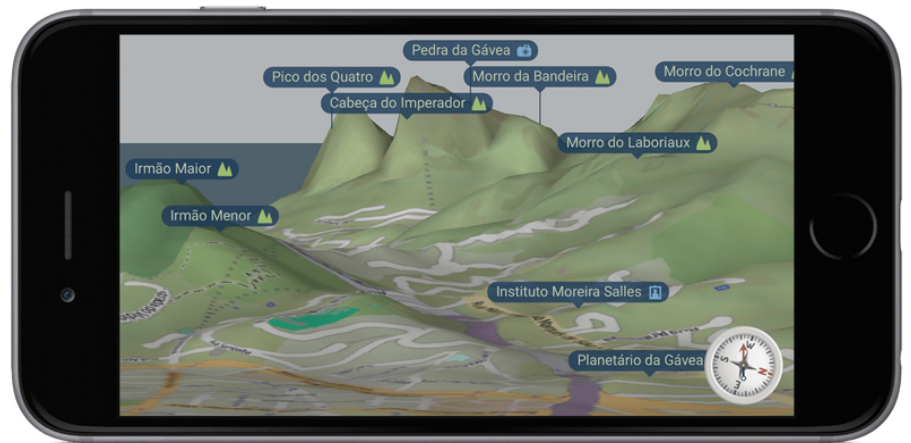 Pedra da Gávea
Pico dos Quatro
Morro da Bandeira
Morro do Cochrane
Cabeça do Imperador
Morro do Laboriaux
Irmão Maior
Irmão Menor
Instituto Moreira Salles
Planetário da Gávea
W
S
N
E